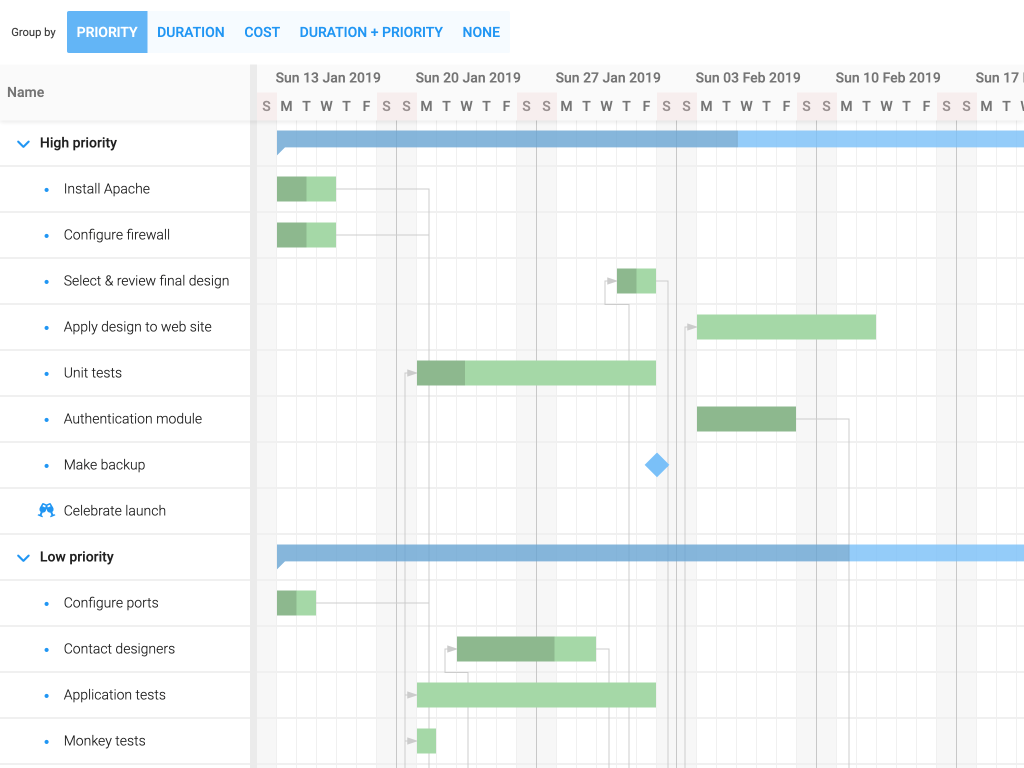 Group by PRIORITY DURATION COST DURATION + PRIORITY NONE
Name
Sun 13 Jan 2019 Sun 20 Jan 2019 Sun 27 Jan 2019 Sun 03 Feb 2019 Sun 10 Feb 2019 Sun 17
S M T W T F S S M T W T F S S M T W T F S S M T W T F S S M T W T F S S M T
High priority
Install Apache
Configure firewall
Select & review final design
Apply design to web site
Unit tests
Authentication module
Make backup
Celebrate launch
Low priority
Configure ports
Contact designers
Application tests
Monkey tests